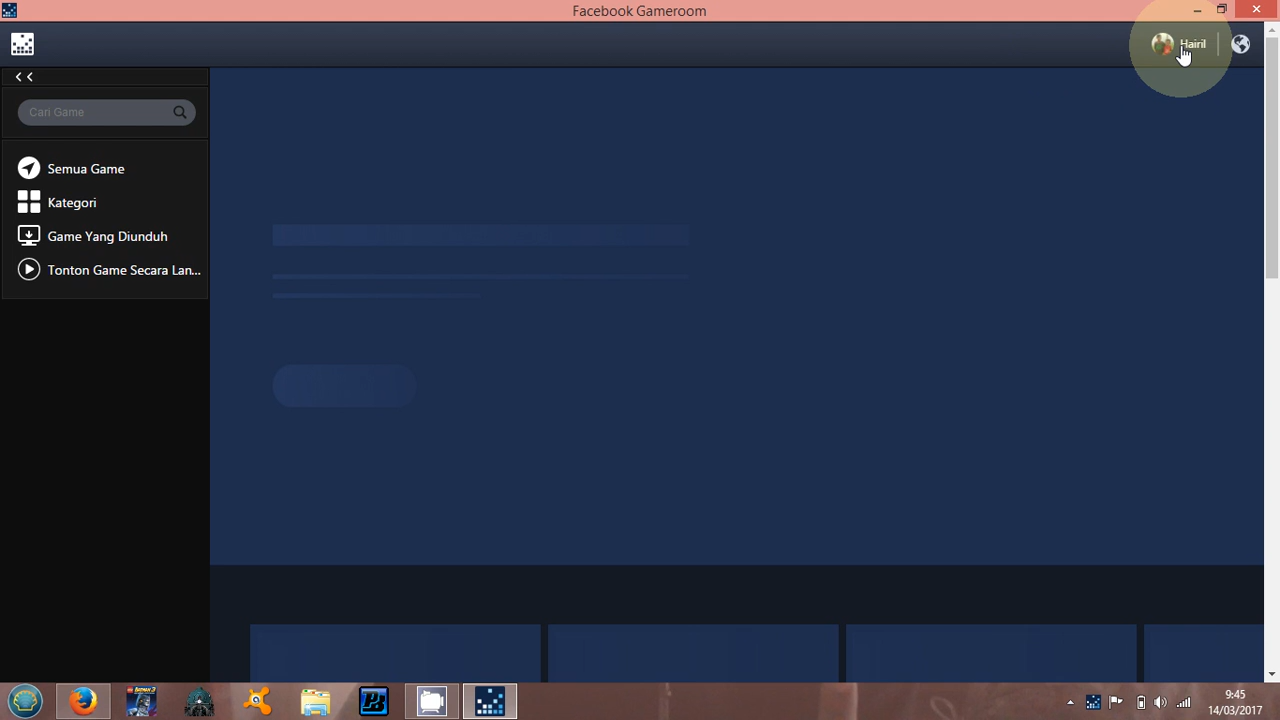 Facebook Gameroom
Hairil
Cari Game
Semua Game
Kategori
Game Yang Diunduh
Tonton Game Secara Lan...
9:45
14/03/2017